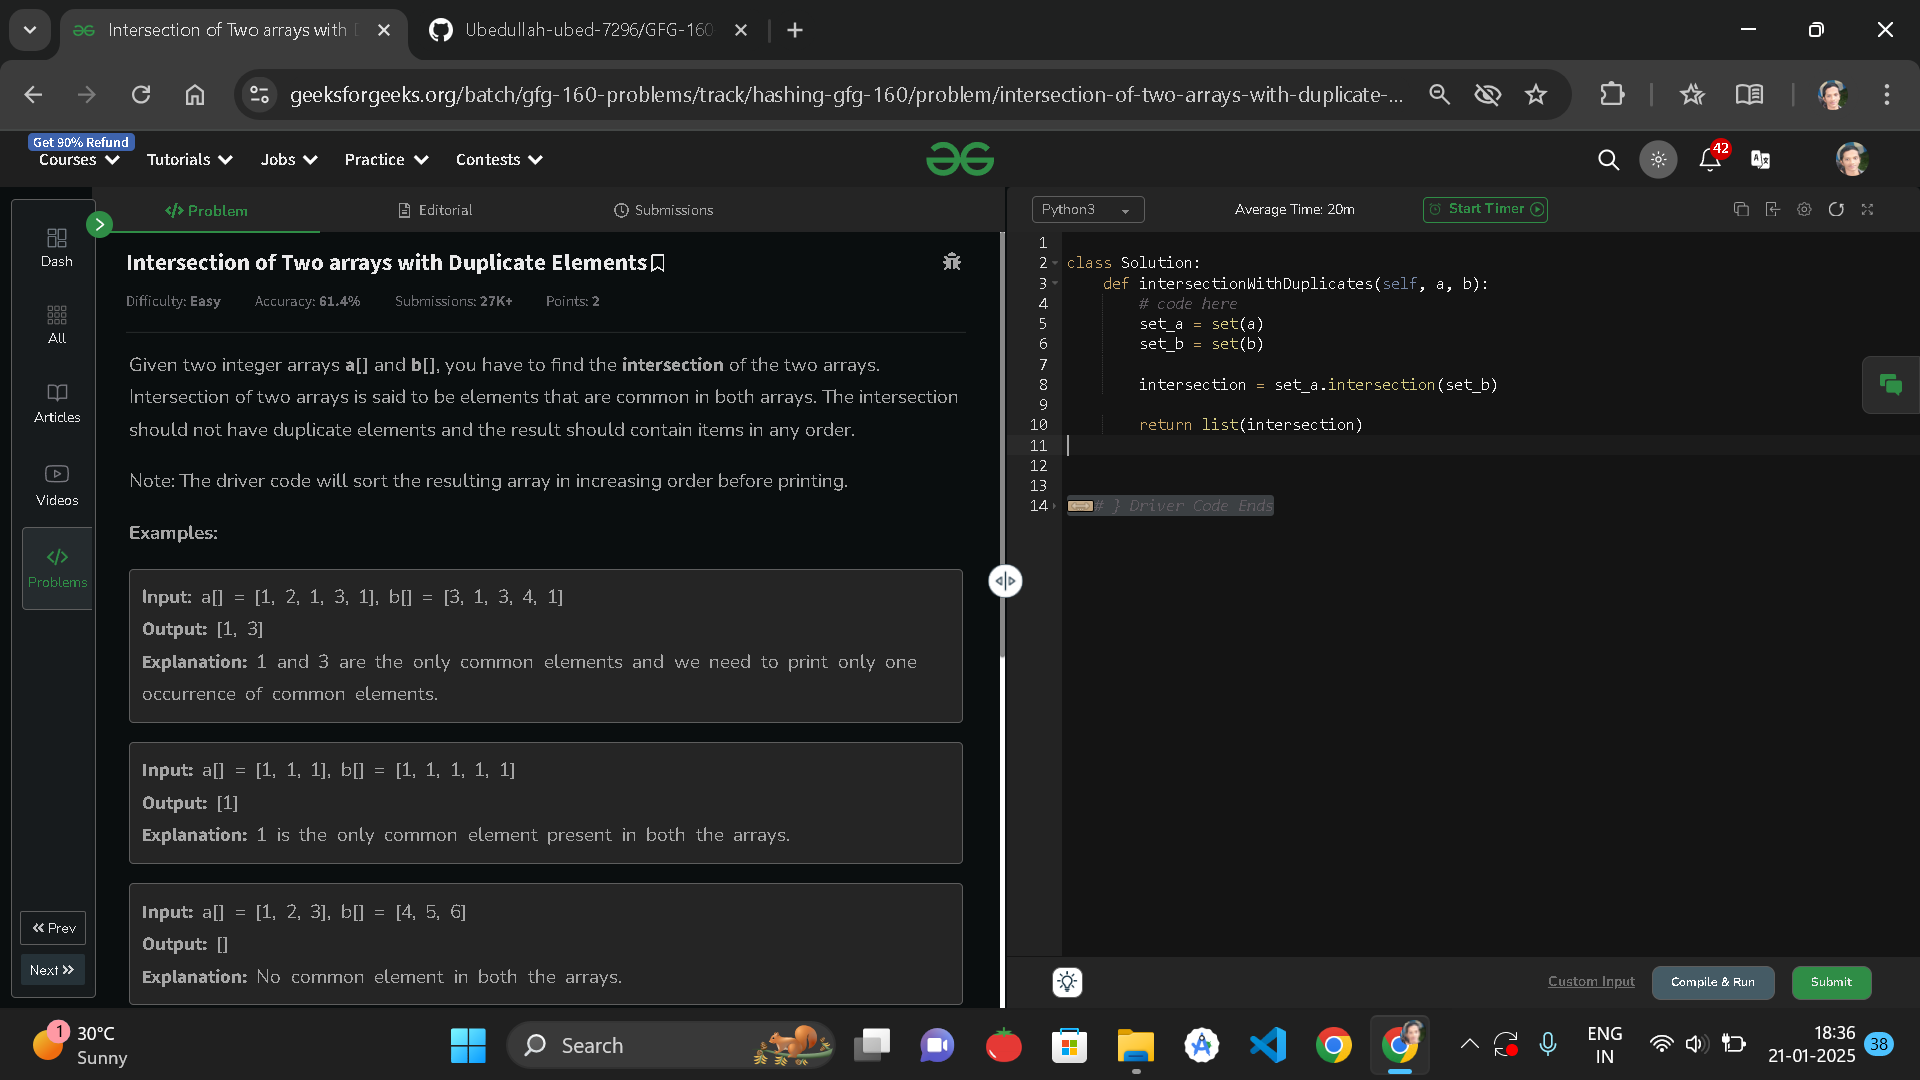 Intersection of Two arrays with
Ubedullah-ubed-7296/GFG-160
geeksforgeeks.org/batch/gfg-160-problems/track/hashing-gfg-160/problem/intersection-of-two-arrays-with-duplicate-...
Get 90% Refund
Courses Tutorials Jobs Practice Contests
42
Problem Editorial Submissions
Python3 Average Time: 20m Start Timer
Dash
All
Articles
Videos
Problems
Prev
Next
Intersection of Two arrays with Duplicate Elements
Difficulty: Easy Accuracy: 61.4% Submissions: 27K+ Points: 2
Given two integer arrays a[] and b[], you have to find the intersection of the two arrays.
Intersection of two arrays is said to be elements that are common in both arrays. The intersection
should not have duplicate elements and the result should contain items in any order.
Note: The driver code will sort the resulting array in increasing order before printing.
Examples:
Input: a[] = [1, 2, 1, 3, 1], b[] = [3, 1, 3, 4, 1]
Output: [1, 3]
Explanation: 1 and 3 are the only common elements and we need to print only one
occurrence of common elements.
Input: a[] = [1, 1, 1], b[] = [1, 1, 1, 1, 1]
Output: [1]
Explanation: 1 is the only common element present in both the arrays.
Input: a[] = [1, 2, 3], b[] = [4, 5, 6]
Output: []
Explanation: No common element in both the arrays.
1
2 class Solution:
3 def intersectionWithDuplicates(self, a, b):
4 # code here
5 set_a = set(a)
6 set_b = set(b)
7
8 intersection = set_a.intersection(set_b)
9
10 return list(intersection)
11
12
13
14 # } Driver Code Ends
Custom Input Compile & Run Submit
1
30°C
Sunny
Search
ENG
IN
18:36
21-01-2025
38